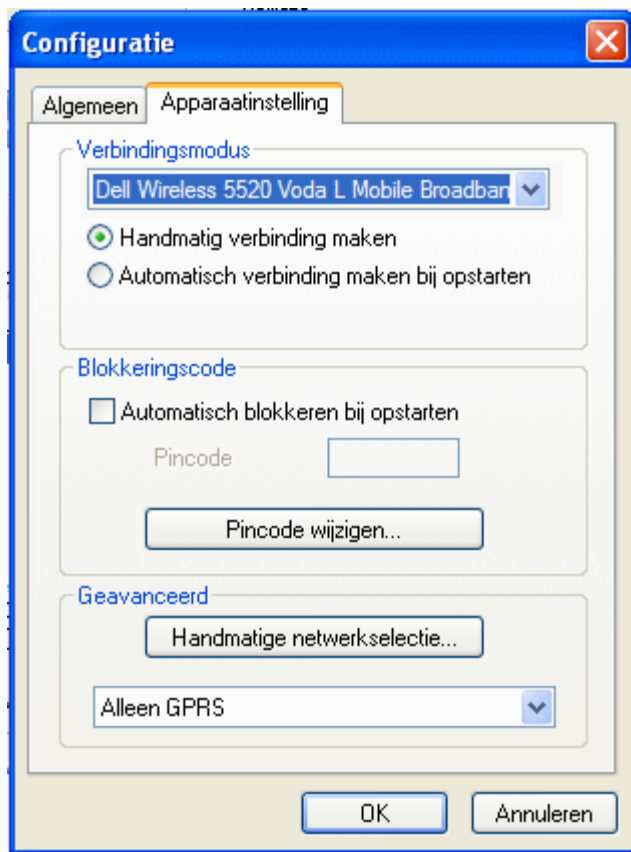 Configuratie
Algemeen
Apparaatinstelling
Verbindingsmodus
Dell Wireless 5520 Voda L Mobile Broadban
Handmatig verbinding maken
Automatisch verbinding maken bij opstarten
Blokkeringscode
Automatisch blokkeren bij opstarten
Pincode
Pincode wijzigen...
Geavanceerd
Handmatige netwerkselectie...
Alleen GPRS
OK
Annuleren